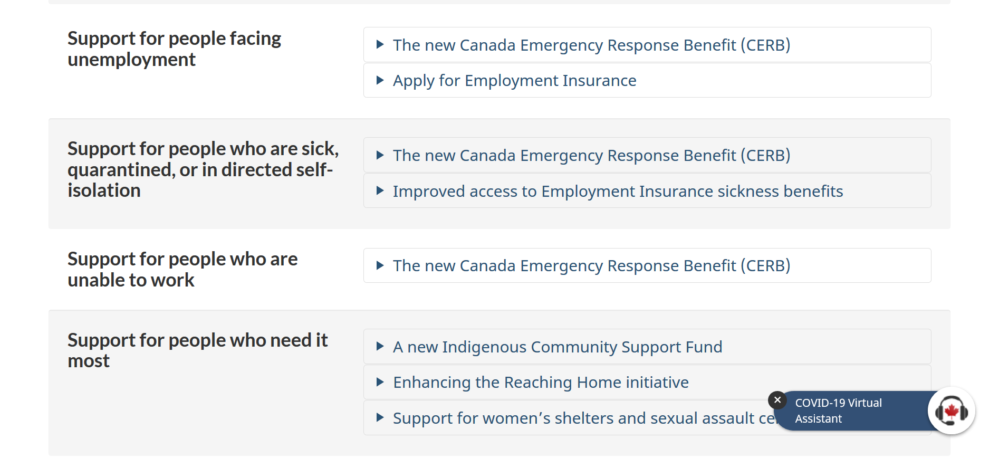 Support for people facing
unemployment
The new Canada Emergency Response Benefit (CERB)
Apply for Employment Insurance
Support for people who are sick,
quarantined, or in directed self-
isolation
The new Canada Emergency Response Benefit (CERB)
Improved access to Employment Insurance sickness benefits
Support for people who are
unable to work
The new Canada Emergency Response Benefit (CERB)
Support for people who need it
most
A new Indigenous Community Support Fund
Enhancing the Reaching Home initiative
Support for women’s shelters and sexual assault
COVID-19 Virtual
Assistant